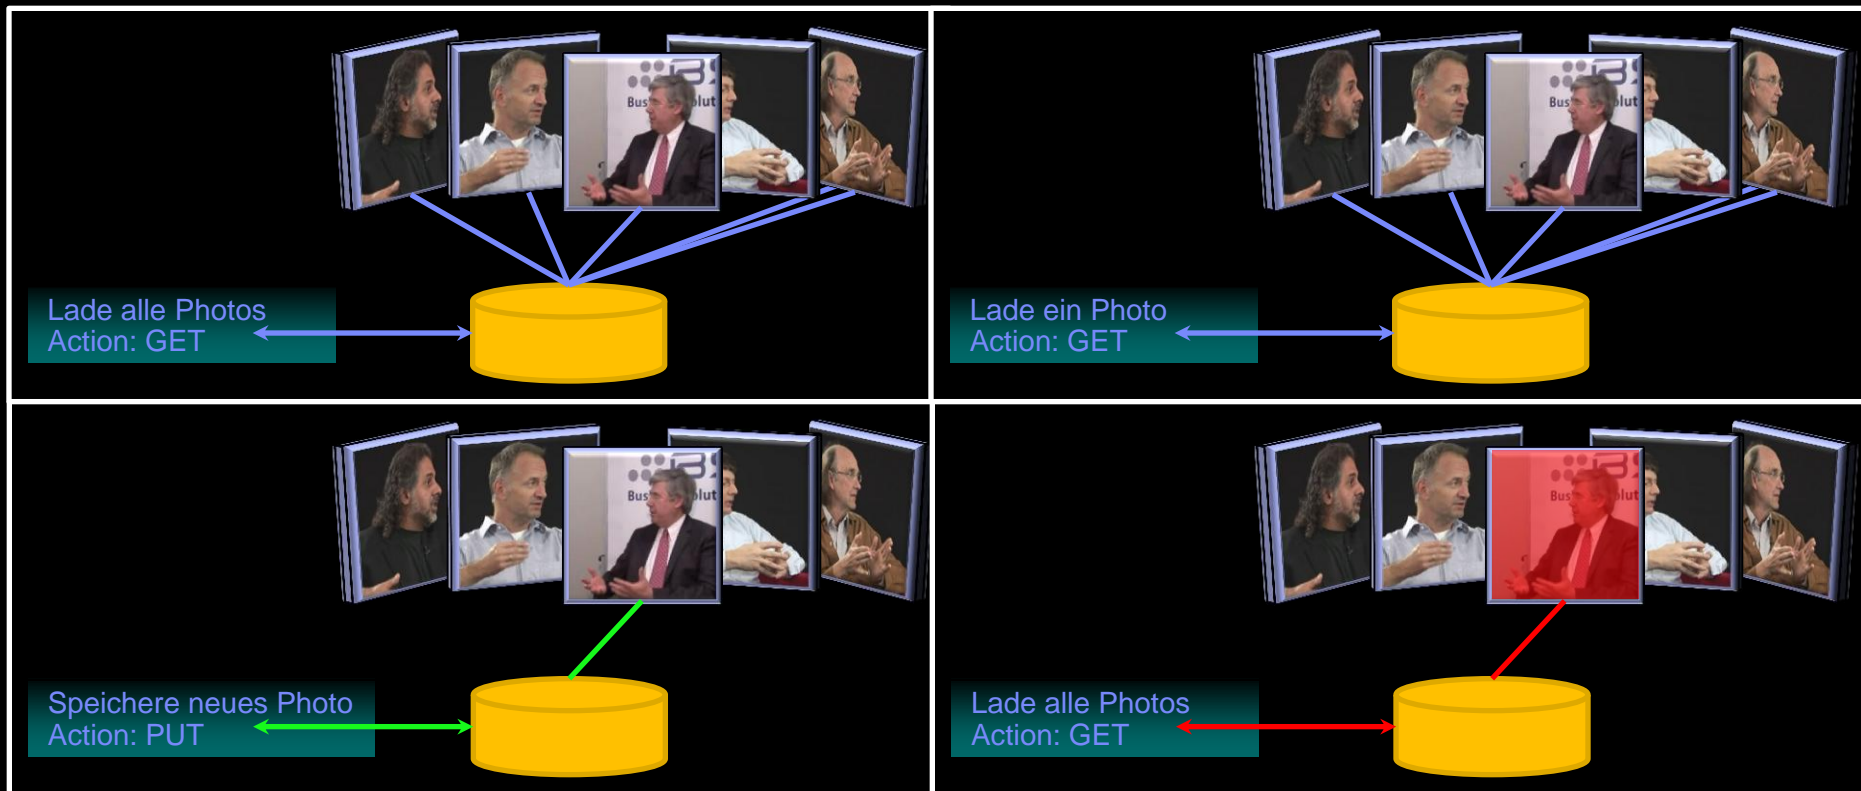 Lade alle Photos
Action: GET
Lade ein Photo
Action: GET
Speichere neues Photo
Action: PUT
Lade alle Photos
Action: GET